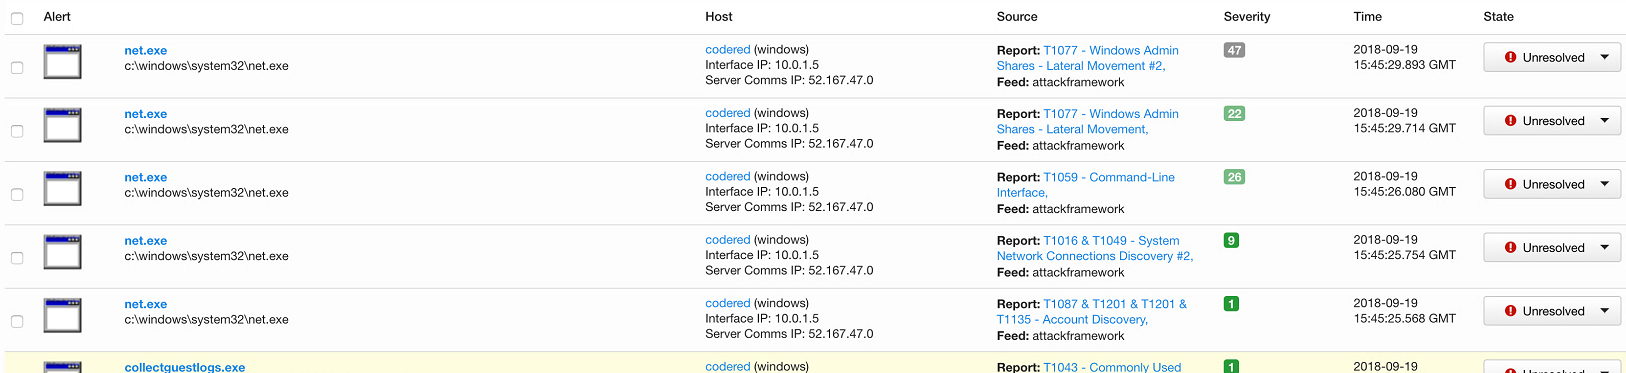 Alert Host Source Severity Time State
net.exe codered (windows) Report: T1077 - Windows Admin 47 2018-09-19 Unresolved
c:\windows\system32\net.exe Interface IP: 10.0.1.5 Shares - Lateral Movement #2, 15:45:29.893 GMT
Server Comms IP: 52.167.47.0 Feed: attackframework
net.exe codered (windows) Report: T1077 - Windows Admin 22 2018-09-19 Unresolved
c:\windows\system32\net.exe Interface IP: 10.0.1.5 Shares - Lateral Movement, 15:45:29.714 GMT
Server Comms IP: 52.167.47.0 Feed: attackframework
net.exe codered (windows) Report: T1059 - Command-Line 26 2018-09-19 Unresolved
c:\windows\system32\net.exe Interface IP: 10.0.1.5 Interface, 15:45:26.080 GMT
Server Comms IP: 52.167.47.0 Feed: attackframework
net.exe codered (windows) Report: T1016 & T1049 - System 9 2018-09-19 Unresolved
c:\windows\system32\net.exe Interface IP: 10.0.1.5 Network Connections Discovery #2, 15:45:25.754 GMT
Server Comms IP: 52.167.47.0 Feed: attackframework
net.exe codered (windows) Report: T1087 & T1201 & T1201 & 1 2018-09-19 Unresolved
c:\windows\system32\net.exe Interface IP: 10.0.1.5 T1135 - Account Discovery, 15:45:25.568 GMT
Server Comms IP: 52.167.47.0 Feed: attackframework
collectguestlogs.exe codered (windows) Report: T1043 - Commonly Used 1 2018-09-19